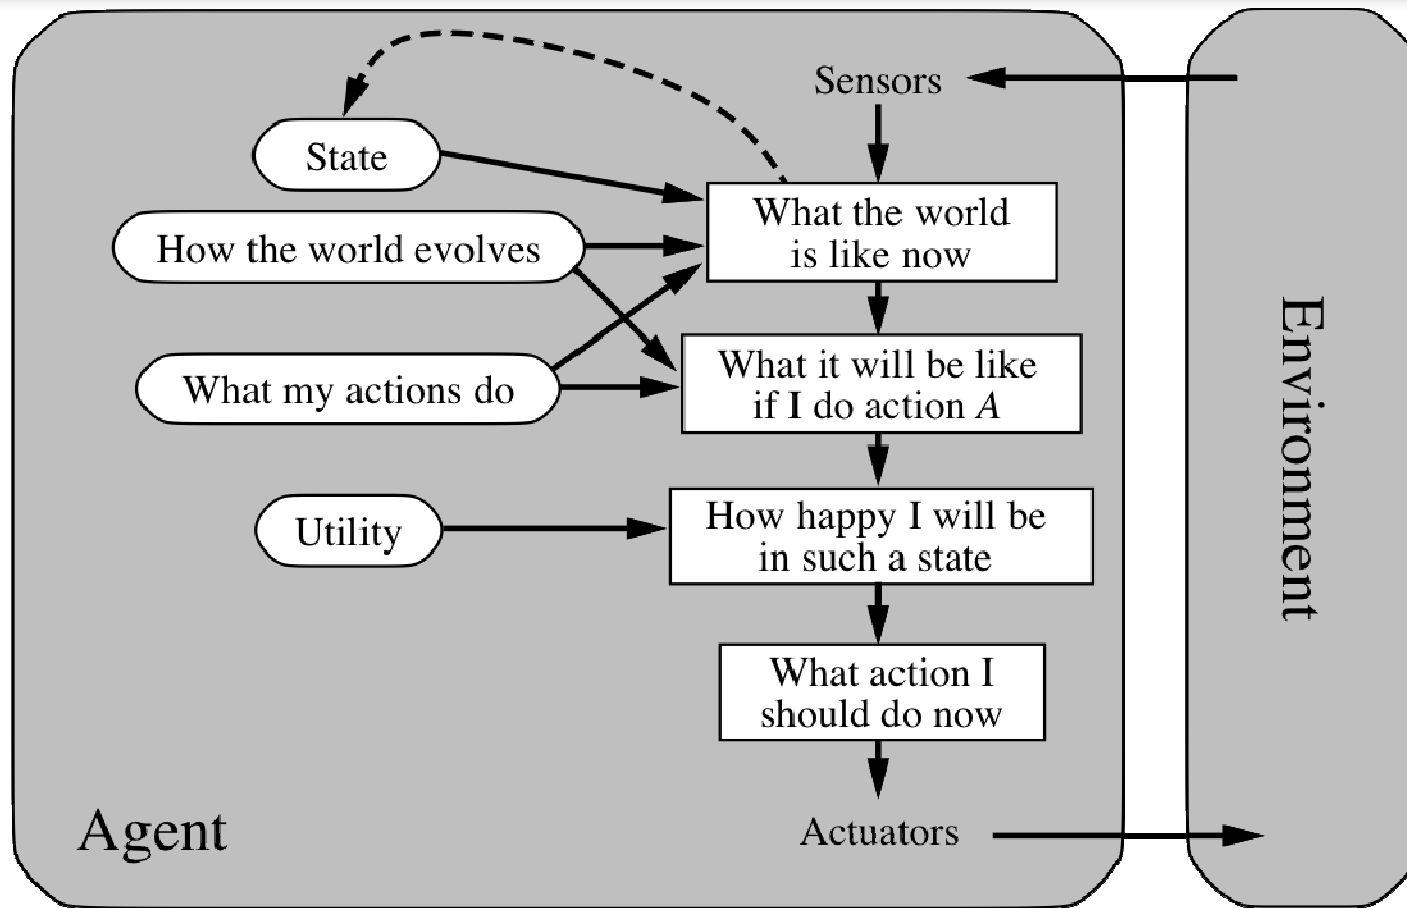 Sensors
State
What the world
is like now
How the world evolves
What it will be like
if I do action A
What my actions do
How happy I will be
in such a state
Utility
What action I
should do now
Agent
Actuators
Environment